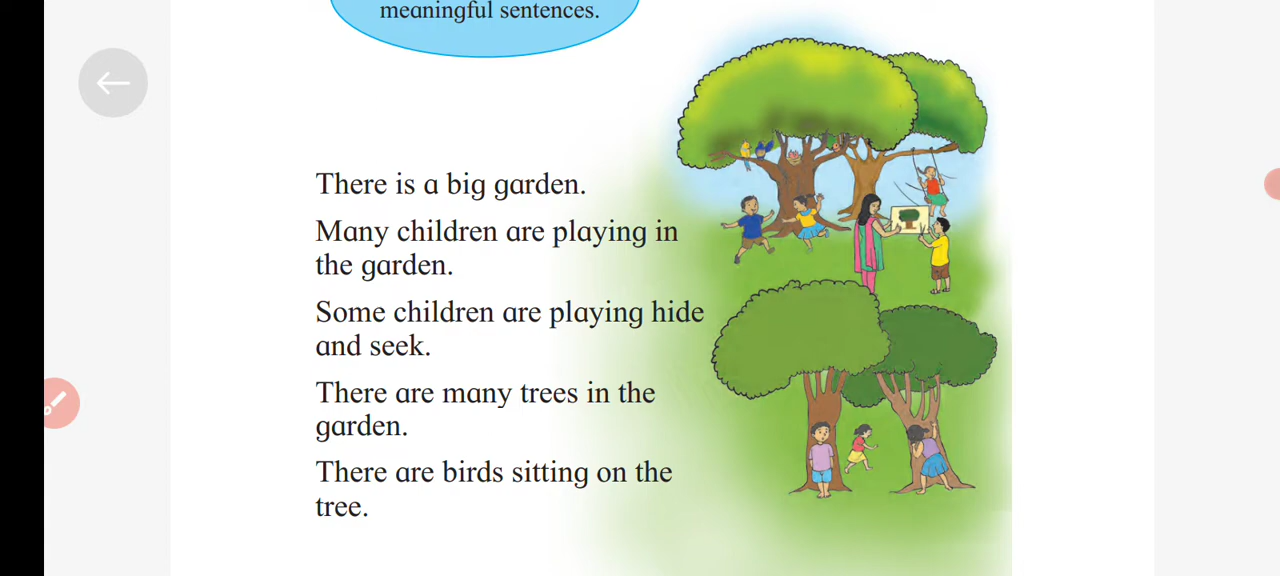 meaningful sentences.
There is a big garden.
Many children are playing in
the garden.
Some children are playing hide
and seek.
There are many trees in the
garden.
There are birds sitting on the
tree.